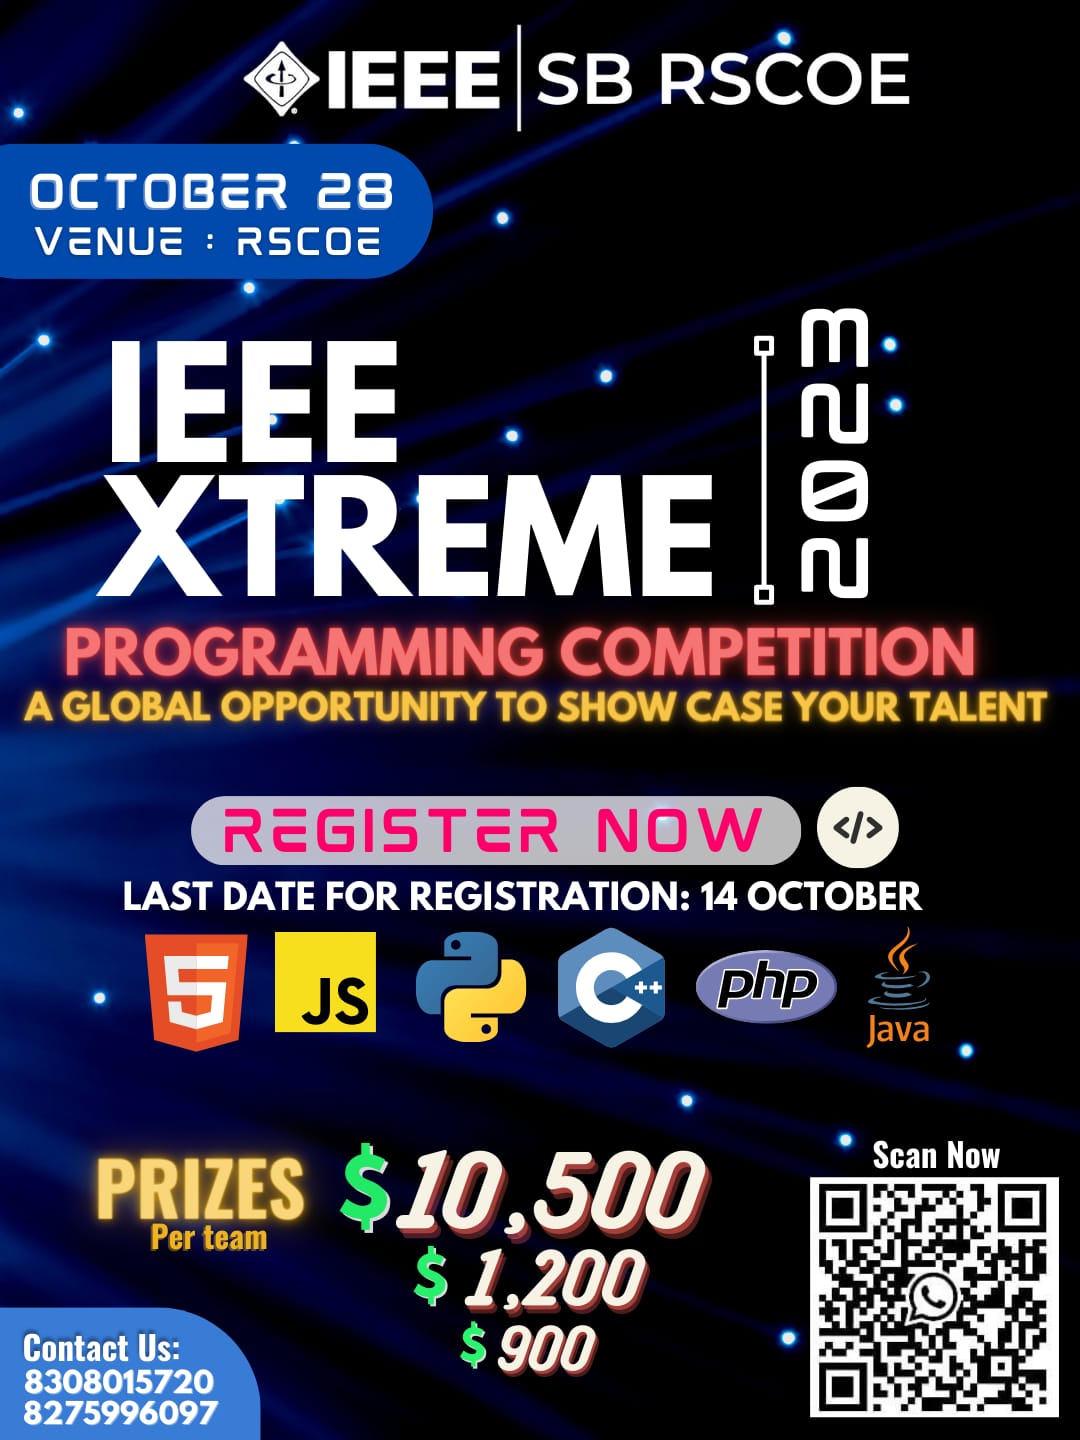 IEEE | SB RSCOE
OCTOBER 28
VENUE : RSCOE
IEEE
XTREME
2023
PROGRAMMING COMPETITION
A GLOBAL OPPORTUNITY TO SHOW CASE YOUR TALENT
REGISTER NOW </>
LAST DATE FOR REGISTRATION: 14 OCTOBER
5 JS C++ php Java
PRIZES
Per team
$10,500
$ 1,200
$ 900
Scan Now
Contact Us:
8308015720
8275996097